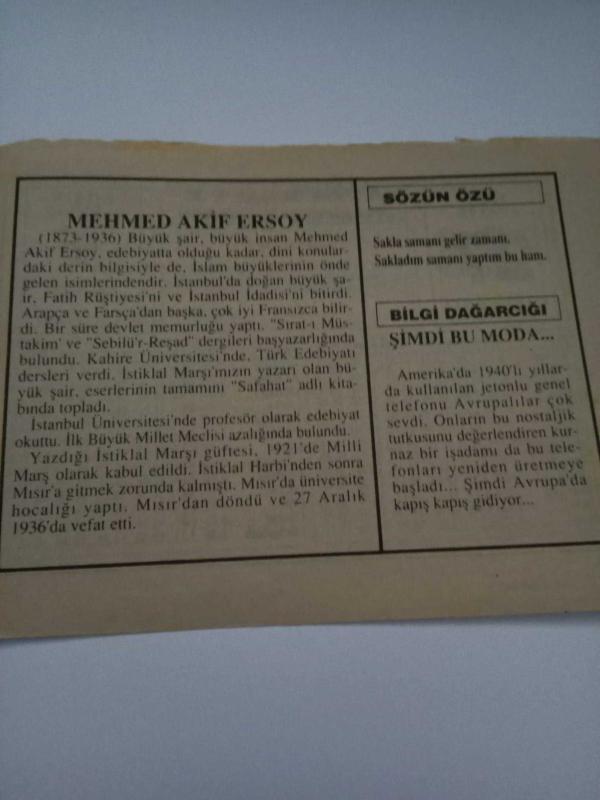 MEHMED AKİF ERSOY
(1873-1936) Büyük şair, büyük insan Mehmed
Akif Ersoy, edebiyatta olduğu kadar, dini konular-
daki derin bilgisiyle de, İslam büyüklerinin önde
gelen isimlerindendir. İstanbul'da doğan büyük şa-
ir, Fatih Rüştiyesi'ni ve İstanbul İdadisi'ni bitirdi.
Arapça ve Farsça'dan başka, çok iyi Fransızca bilir-
di. Bir süre devlet memurluğu yaptı. "Sırat-ı Müs-
takim' ve "Sebilü'r-Reşad" dergileri başyazarlığında
bulundu. Kahire Üniversitesi'nde, Türk Edebiyatı
dersleri verdi. İstiklal Marşı'mızın yazarı olan bü-
yük şair, eserlerinin tamamını "Safahat" adlı kita-
bında topladı.
İstanbul Üniversitesi'nde profesör olarak edebiyat
okuttu. İlk Büyük Millet Meclisi azalığında bulundu.
Yazdığı İstiklal Marşı güftesi, 1921'de Milli
Marş olarak kabul edildi. İstiklal Harbi'nden sonra
Mısır'a gitmek zorunda kalmıştı. Mısır'da üniversite
hocalığı yaptı. Mısır'dan döndü ve 27 Aralık
1936'da vefat etti.
SÖZÜN ÖZÜ
Sakla samanı gelir zamanı.
Sakladım samanı yaptım bu hanı.
BİLGİ DAĞARCIĞI
ŞİMDİ BU MODA...
Amerika'da 1940'lı yıllar-
da kullanılan jetonlu genel
telefonu Avrupalılar çok
sevdi. Onların bu nostaljik
tutkusunu değerlendiren kur-
naz bir işadamı da bu tele-
fonları yeniden üretmeye
başladı... Şimdi Avrupa'da
kapış kapış gidiyor...